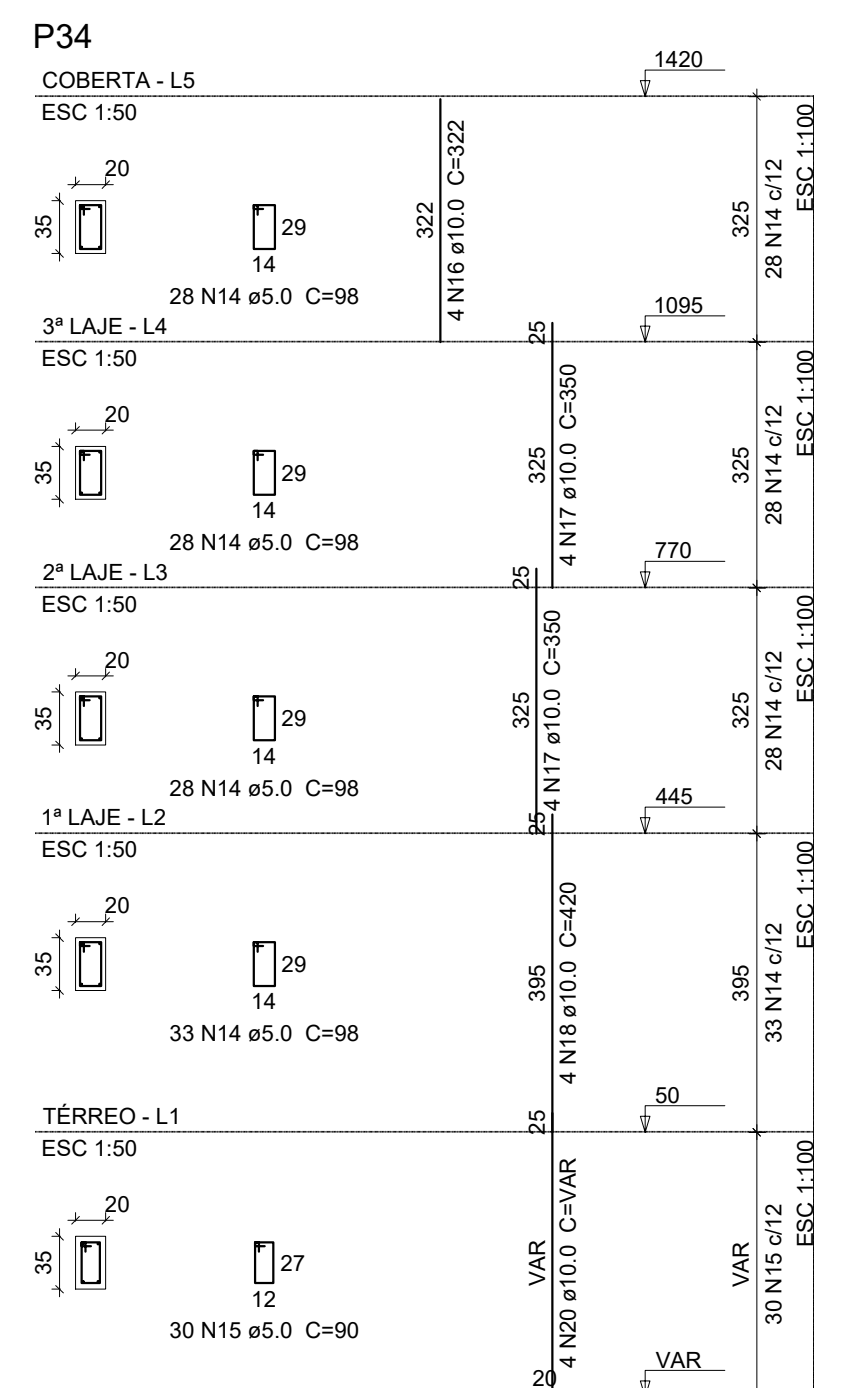 P34
1420
COBERTA - L5
ESC 1:50
20
35
29
14
28 N14 ø5.0 C=98
322
4 N16 ø10.0 C=322
325
28 N14 c/12
ESC 1:100
1095
3ª LAJE - L4
ESC 1:50
20
35
29
14
28 N14 ø5.0 C=98
25
325
4 N17 ø10.0 C=350
325
28 N14 c/12
ESC 1:100
770
2ª LAJE - L3
ESC 1:50
20
35
29
14
28 N14 ø5.0 C=98
25
325
4 N17 ø10.0 C=350
325
28 N14 c/12
ESC 1:100
445
1ª LAJE - L2
ESC 1:50
20
35
29
14
33 N14 ø5.0 C=98
25
395
4 N18 ø10.0 C=420
395
33 N14 c/12
ESC 1:100
50
TÉRREO - L1
ESC 1:50
20
35
27
12
30 N15 ø5.0 C=90
25
VAR
4 N20 ø10.0 C=VAR
20
VAR
30 N15 c/12
ESC 1:100
VAR